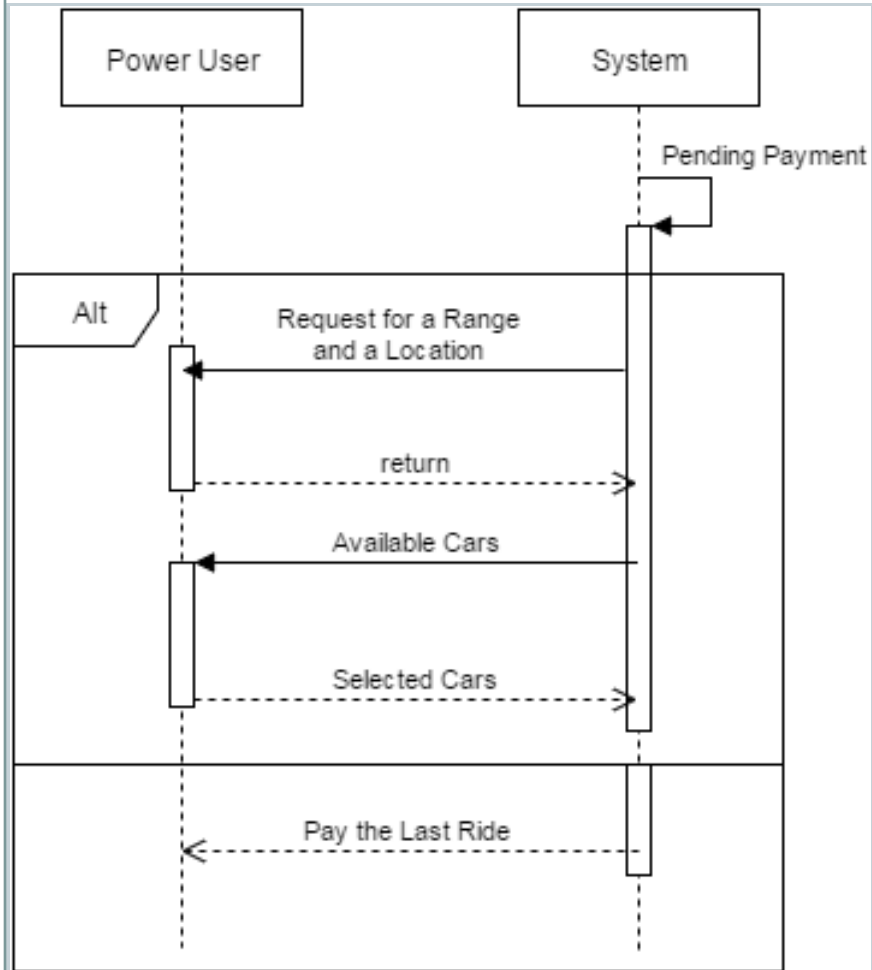 Power User
System
Pending Payment
Alt
Request for a Range
and a Location
return
Available Cars
Selected Cars
Pay the Last Ride